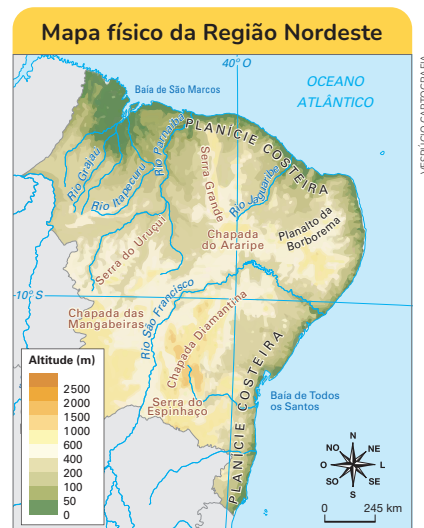 Mapa físico da Região Nordeste
40° O
Baía de São Marcos
OCEANO
ATLÂNTICO
VESPÚCIO CARTOGRAFIA
PLANÍCIE COSTEIRA
Rio Parnaíba
Rio Grajaú
Rio Itapecuru
Serra Grande
Rio Jaguaribe
Planalto da
Borborema
Chapada
do Araripe
Serra do Uruçuí
10° S
Rio São Francisco
Chapada das
Mangabeiras
Chapada Diamantina
PLANÍCIE COSTEIRA
Serra do
Espinhaço
Baía de Todos
os Santos
Altitude (m)
2500
2000
1500
1000
600
400
200
100
50
0
N
NO
NE
O
L
SO
SE
S
0 245 km